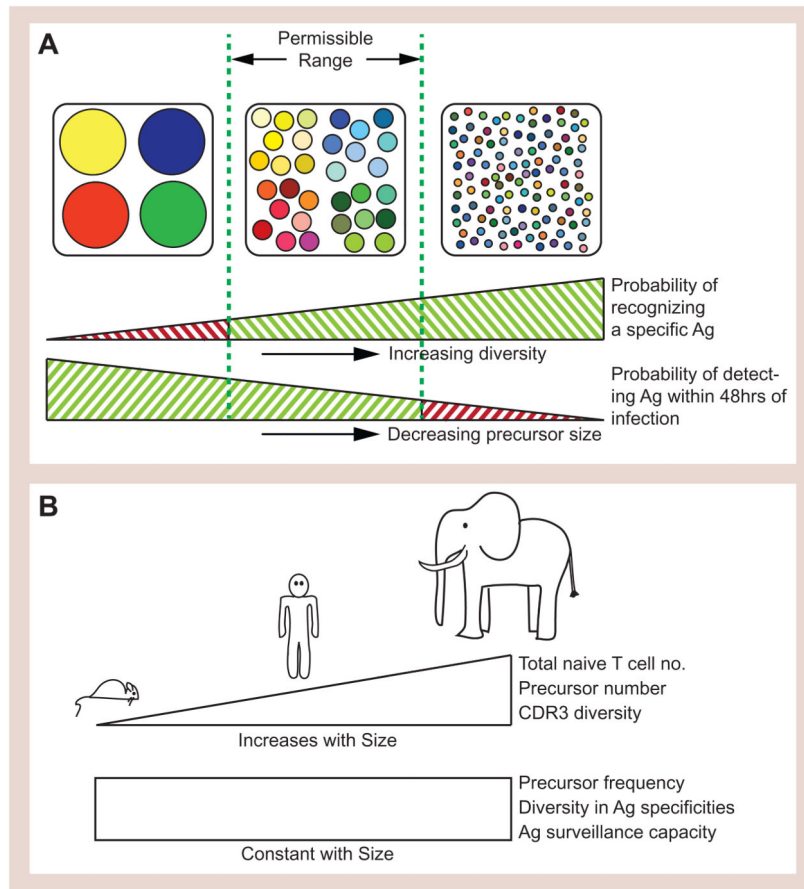 A
Permissible
Range
Probability of
recognizing
a specific Ag
Increasing diversity
Probability of detect-
ing Ag within 48hrs of
infection
Decreasing precursor size
B
Total naive T cell no.
Precursor number
CDR3 diversity
Increases with Size
Precursor frequency
Diversity in Ag specificities
Ag surveillance capacity
Constant with Size